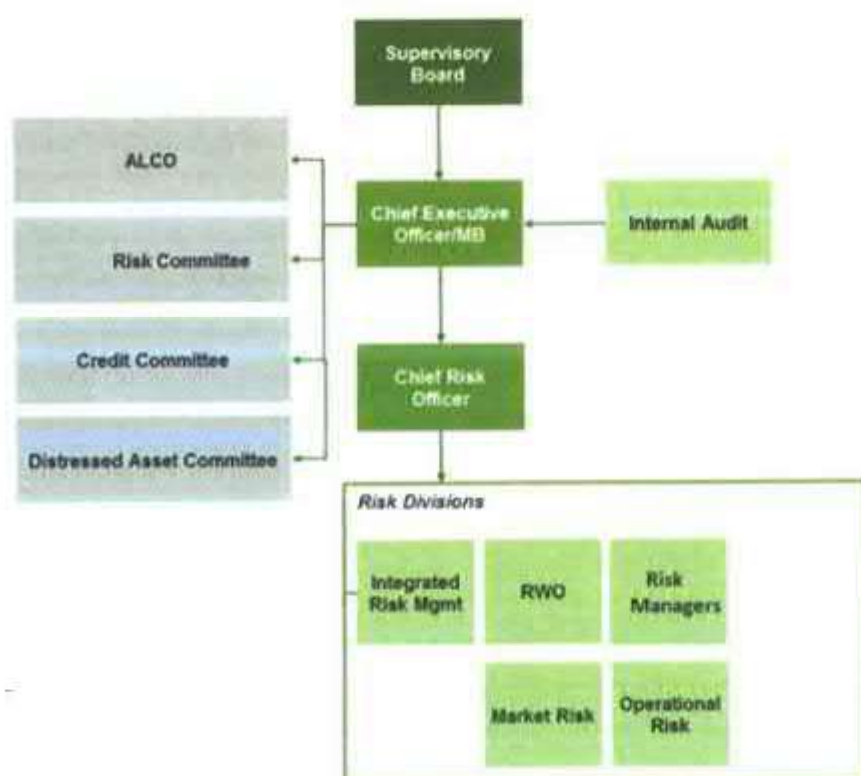 Supervisory
Board
ALCO
Chief Executive
Officer/MB
Internal Audit
Risk Committee
Credit Committee
Chief Risk
Officer
Distressed Asset Committee
Risk Divisions
Integrated
Risk Mgmt
RWO
Risk
Managers
Market Risk
Operational
Risk